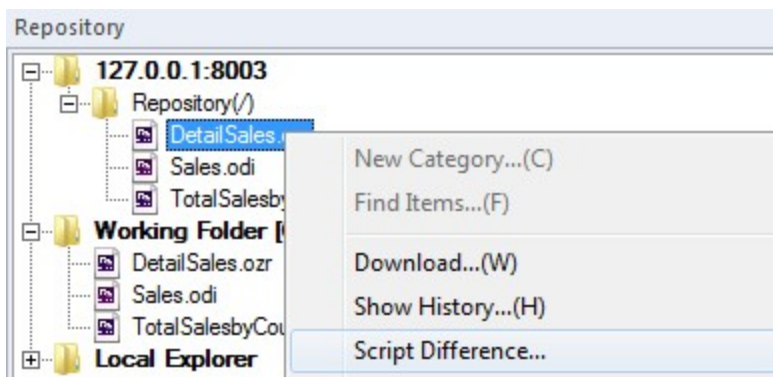 Repository
127.0.0.1:8003
Repository(/)
DetailSales.
Sales.odi
TotalSalesby
Working Folder [
DetailSales.ozr
Sales.odi
TotalSalesbyCou
Local Explorer
New Category...(C)
Find Items...(F)
Download...(W)
Show History...(H)
Script Difference...